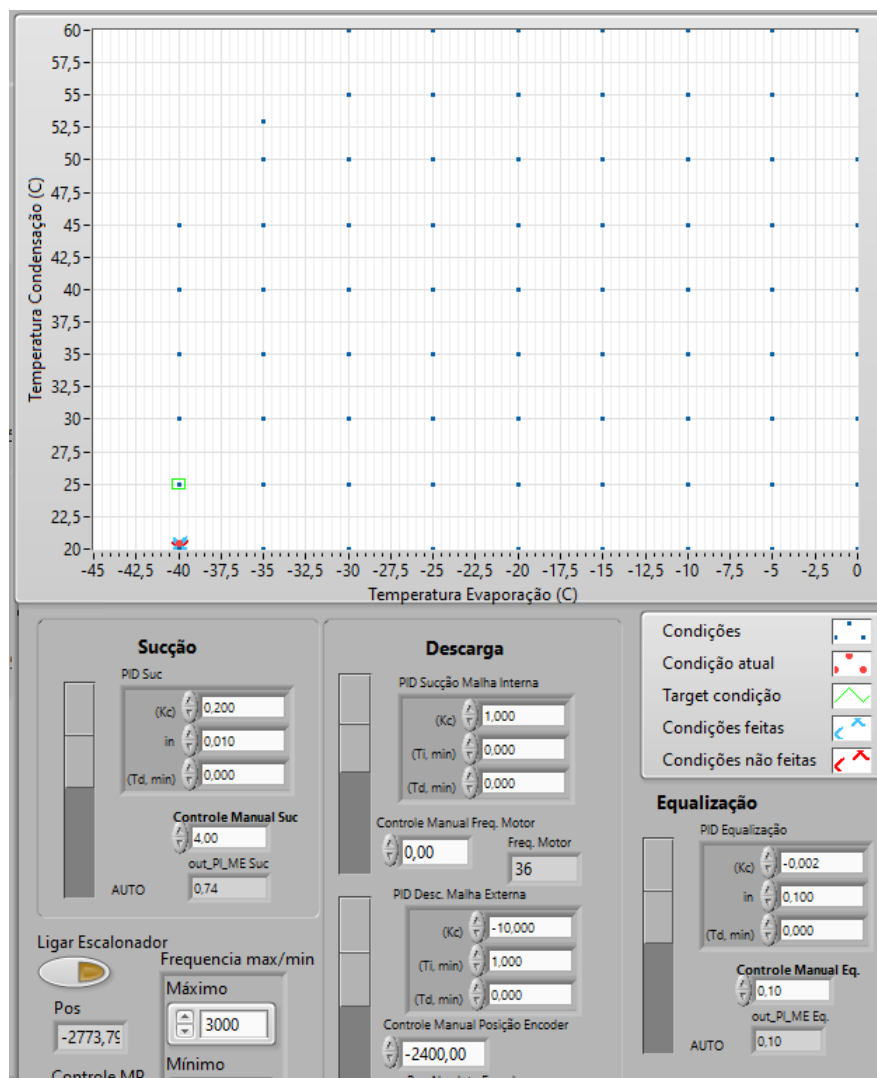 60
57,5
55
52,5
50
47,5
45
42,5
40
37,5
35
32,5
30
27,5
25
22,5
20
Temperatura Condensação (C)
-45 -42,5 -40 -37,5 -35 -32,5 -30 -27,5 -25 -22,5 -20 -17,5 -15 -12,5 -10 -7,5 -5 -2,5 0
Temperatura Evaporação (C)
Sucção
PID Suc
(Kc) 0,200
in 0,010
(Td, min) 0,000
Controle Manual Suc
4,00
out_PI_ME Suc
AUTO 0,74
Ligar Escalonador
Pos
-2773,79
Controle MP
Frequencia max/min
Máximo
3000
Mínimo
Descarga
PID Sucção Malha Interna
(Kc) 1,000
(Ti, min) 0,000
(Td, min) 0,000
Controle Manual Freq. Motor
0,00
Freq. Motor
36
PID Desc. Malha Externa
(Kc) -10,000
(Ti, min) 1,000
(Td, min) 0,000
Controle Manual Posição Encoder
-2400,00
Condições
Condição atual
Target condição
Condições feitas
Condições não feitas
Equalização
PID Equalização
(Kc) -0,002
in 0,100
(Td, min) 0,000
Controle Manual Eq.
0,10
out_PI_ME Eq.
AUTO 0,10